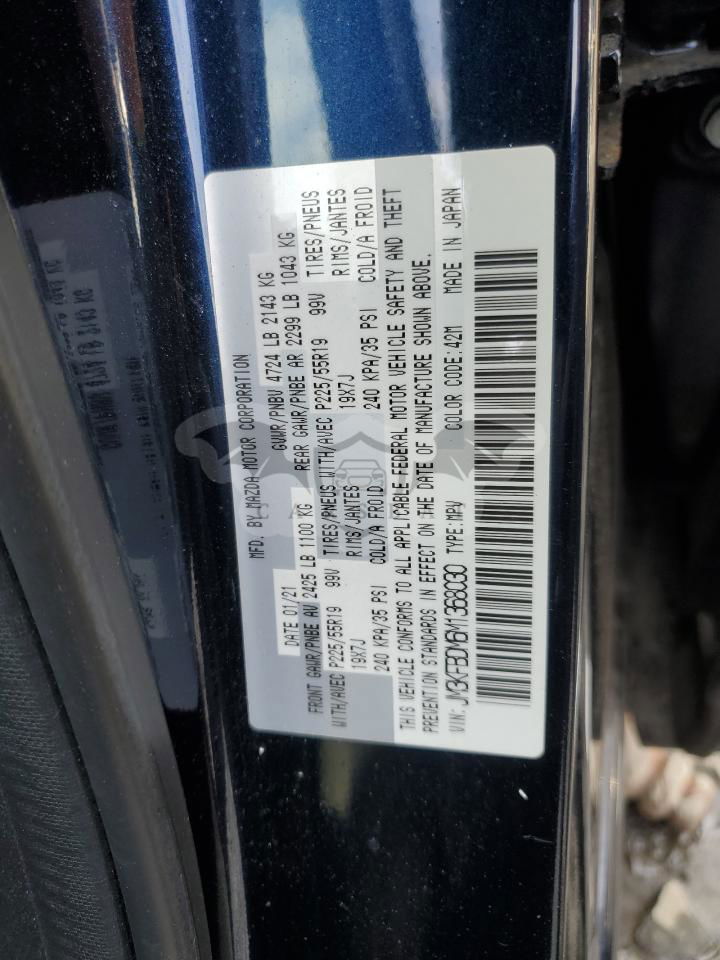 MFD. BY MAZDA MOTOR CORPORATION
DATE 01/21 GVWR/PNBV 4724 LB 2143 KG
FRONT GAWR/PNBE AV 2425 LB 1100 KG REAR GAWR/PNBE AR 2299 LB 1043 KG
WITH/AVEC P225/55R19 99V TIRES/PNEUS WITH/AVEC P225/55R19 99V TIRES/PNEUS
19X7J RIMS/JANTES 19X7J RIMS/JANTES
240 KPA/35 PSI COLD/A FROID 240 KPA/35 PSI COLD/A FROID
THIS VEHICLE CONFORMS TO ALL APPLICABLE FEDERAL MOTOR VEHICLE SAFETY AND THEFT
PREVENTION STANDARDS IN EFFECT ON THE DATE OF MANUFACTURE SHOWN ABOVE.
VIN: JM3KFBDM6M1368030 TYPE:MPV COLOR CODE:42M MADE IN JAPAN